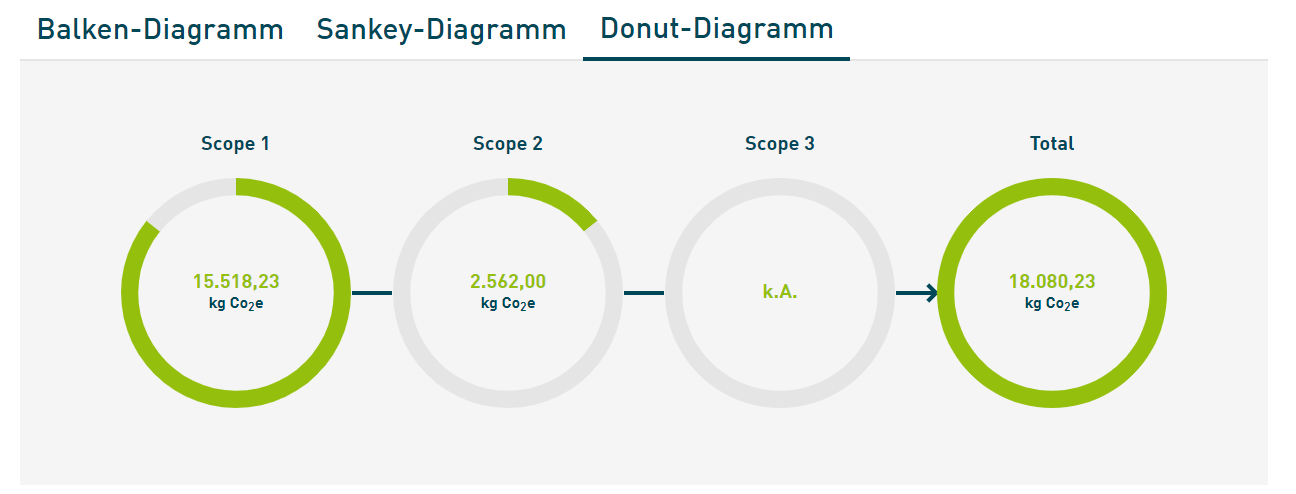 Balken-Diagramm Sankey-Diagramm Donut-Diagramm
Scope 1 Scope 2 Scope 3 Total
15.518,23 2.562,00 k.A. 18.080,23
kg Co₂e kg Co₂e kg Co₂e